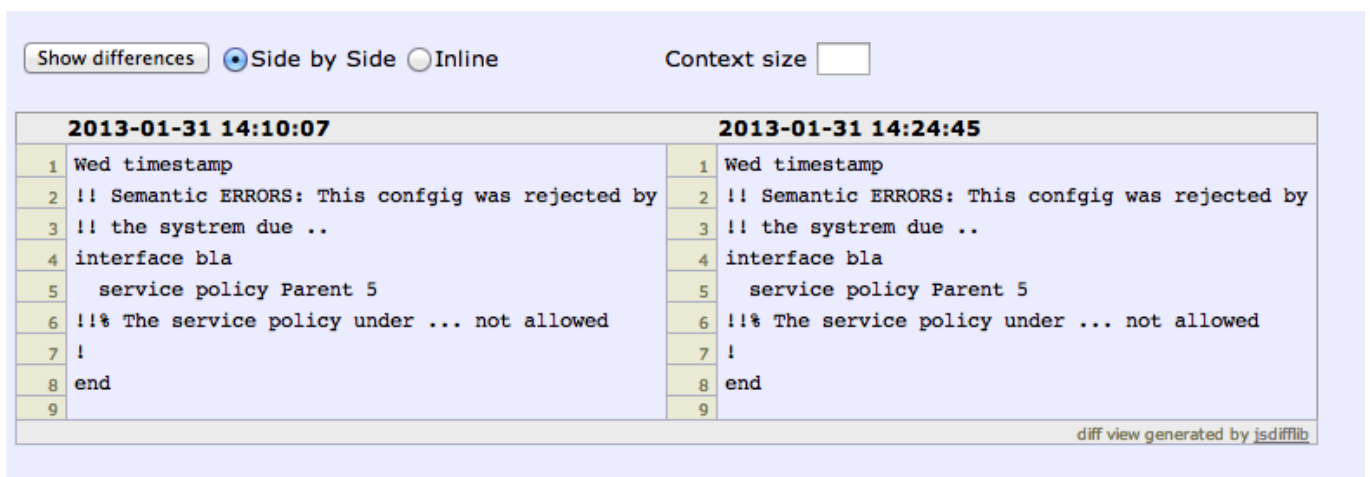 Show differences Side by Side Inline Context size
2013-01-31 14:10:07 2013-01-31 14:24:45
1 Wed timestamp 1 Wed timestamp
2 !! Semantic ERRORS: This confgig was rejected by 2 !! Semantic ERRORS: This confgig was rejected by
3 !! the systrem due .. 3 !! the systrem due ..
4 interface bla 4 interface bla
5 service policy Parent 5 5 service policy Parent 5
6 !!% The service policy under ... not allowed 6 !!% The service policy under ... not allowed
7 ! 7 !
8 end 8 end
9 9
diff view generated by jsdifflib